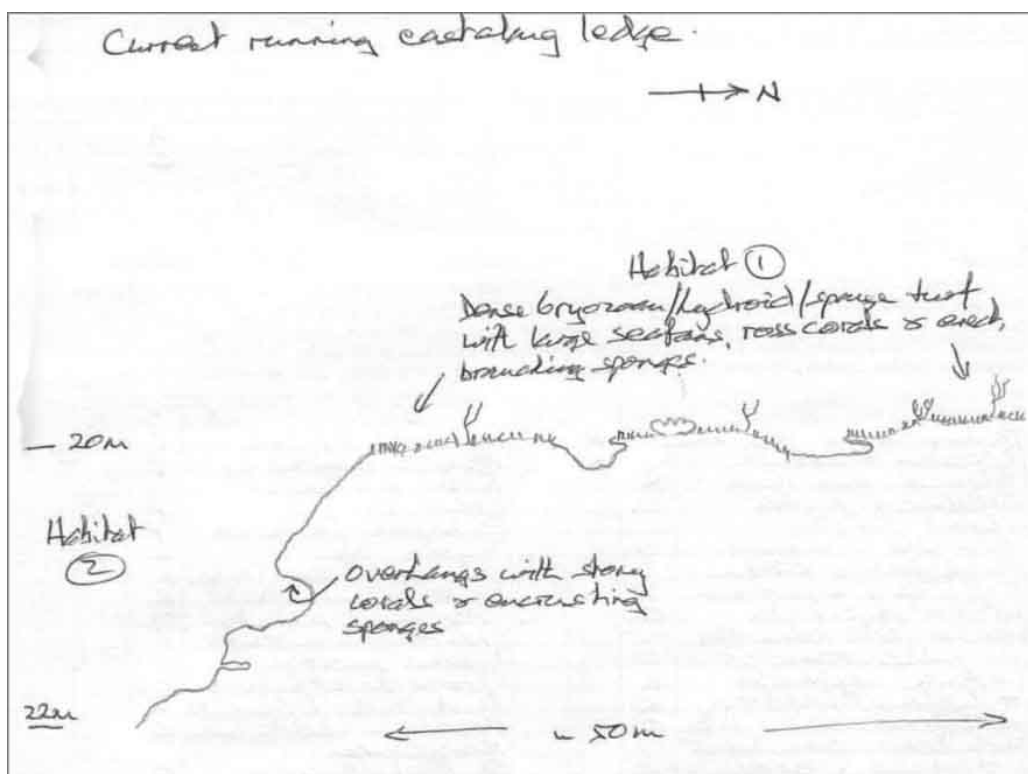 Current running east along ledge.
N
Habitat 1
Dense bryozoan/hydroid/sponge turf
with large seafans, ross corals & erect,
branching sponges.
20m
Habitat
2
overhangs with stony
corals & encrusting
sponges
22m
~ 50m